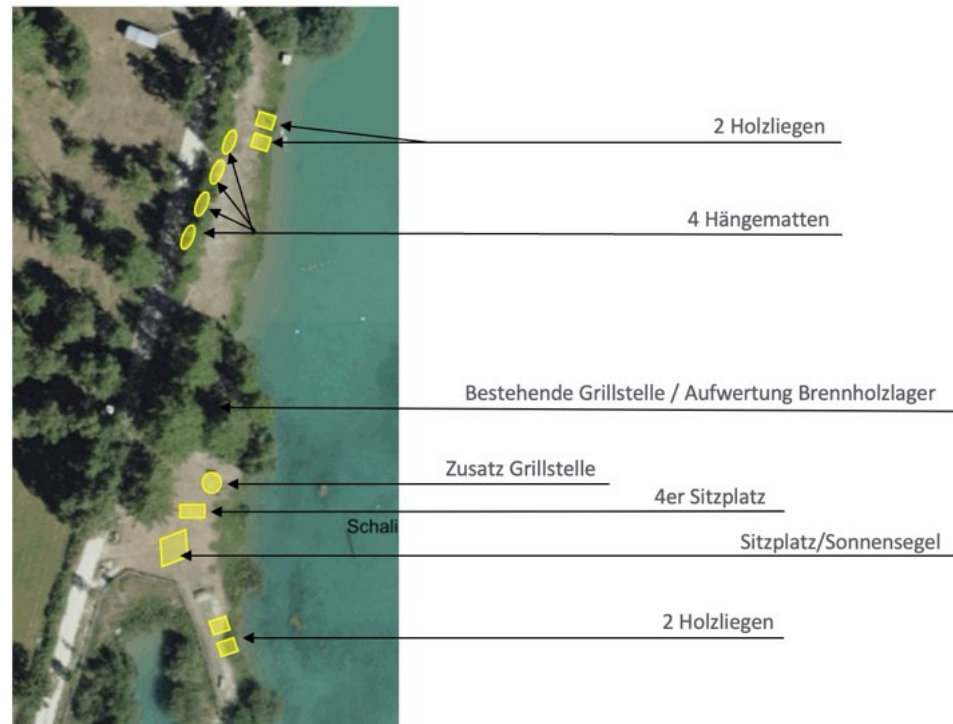 2 Holzliegen
4 Hängematten
Bestehende Grillstelle / Aufwertung Brennholzlager
Zusatz Grillstelle
4er Sitzplatz
Schali
Sitzplatz/Sonnensegel
2 Holzliegen